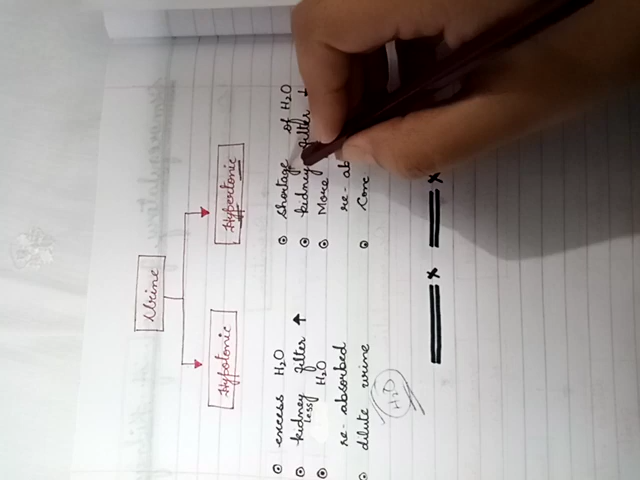 Urine
Hypotonic
Hypertonic
⊙ excess H₂O
⊙ kidney filter ↑
⊙ Less H₂O
re-absorbed
⊙ dilute urine
H₂O
⊙ Shortage of H₂O
⊙ kidney filter ↓
⊙ More
re-ab
⊙ Conc